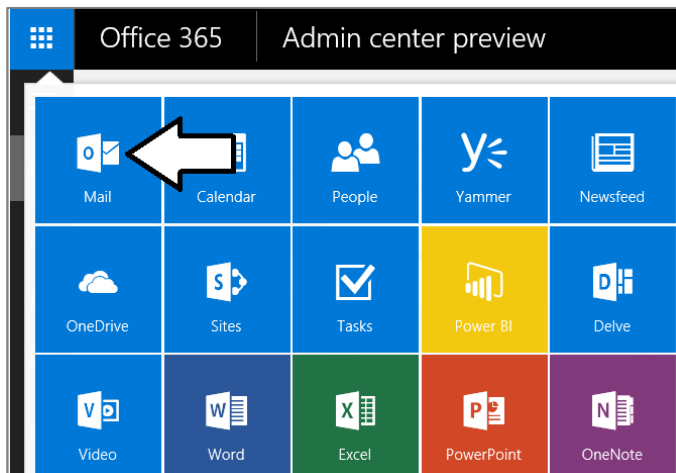 Office 365 Admin center preview
Mail Calendar People Yammer Newsfeed
OneDrive Sites Tasks Power BI Delve
Video Word Excel PowerPoint OneNote